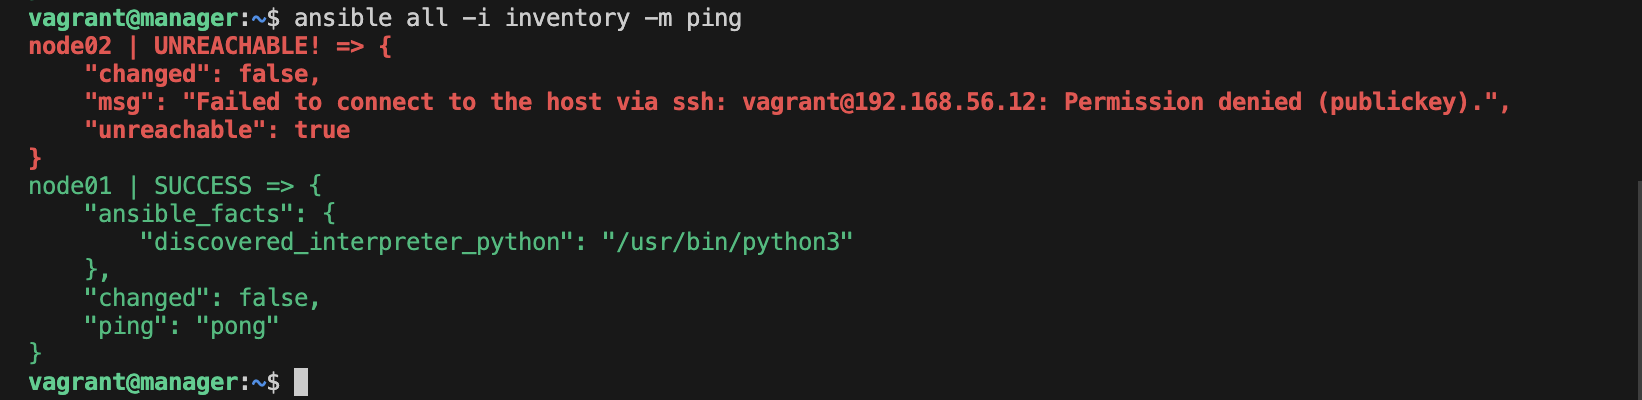 vagrant@manager:~$ ansible all -i inventory -m ping
node02 | UNREACHABLE! => {
    "changed": false,
    "msg": "Failed to connect to the host via ssh: vagrant@192.168.56.12: Permission denied (publickey).",
    "unreachable": true
}
node01 | SUCCESS => {
    "ansible_facts": {
        "discovered_interpreter_python": "/usr/bin/python3"
    },
    "changed": false,
    "ping": "pong"
}
vagrant@manager:~$